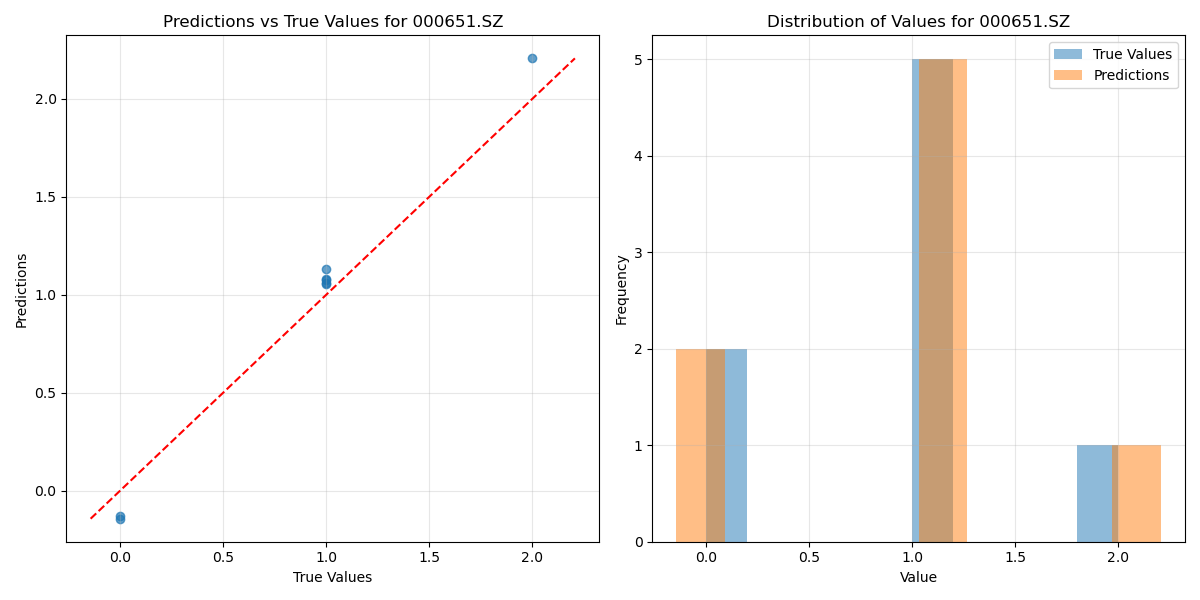 Predictions vs True Values for 000651.SZ
2.0
1.5
1.0
0.5
0.0
Predictions
0.0 0.5 1.0 1.5 2.0
True Values
Distribution of Values for 000651.SZ
True Values
Predictions
5
4
3
2
1
0
Frequency
0.0 0.5 1.0 1.5 2.0
Value